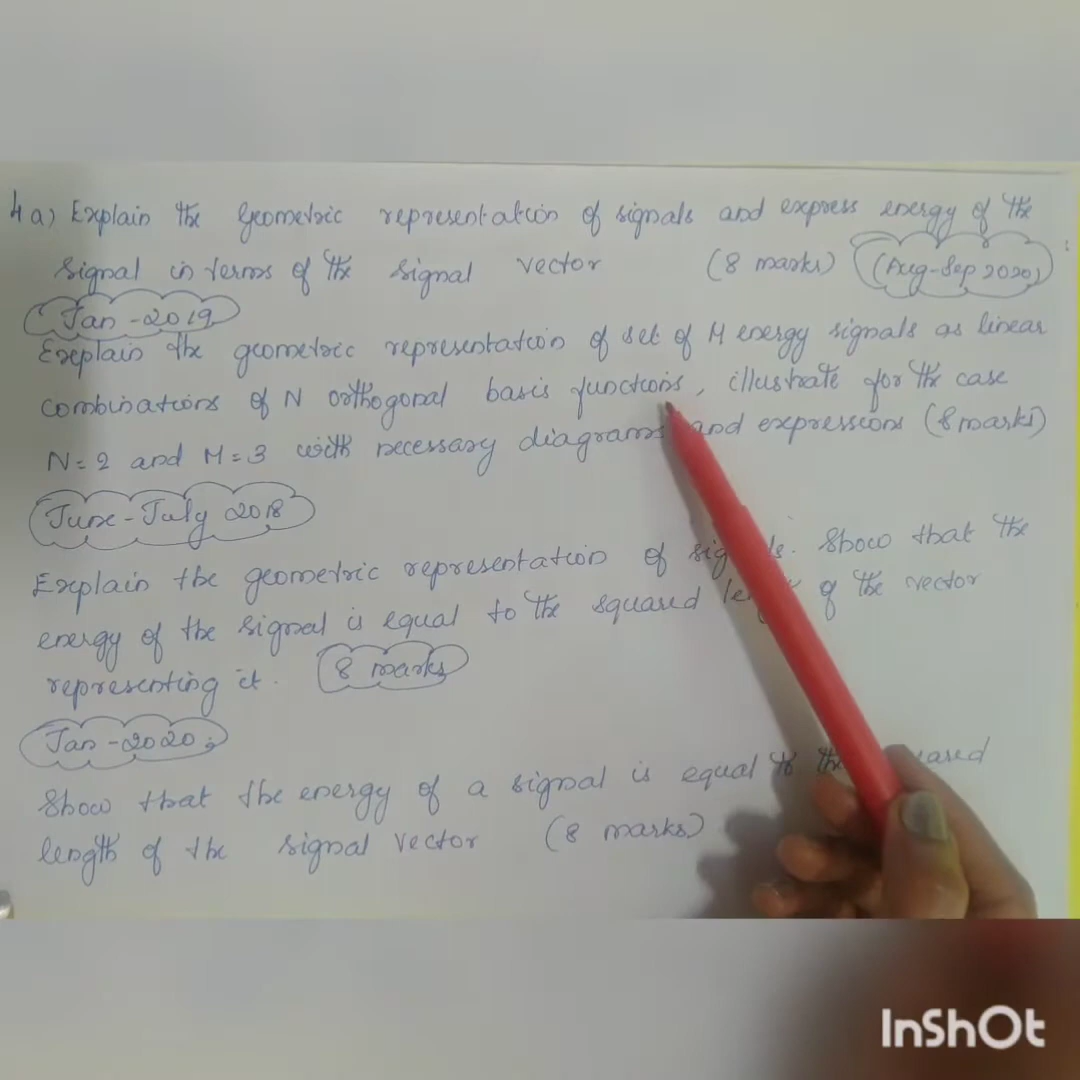 4a) Explain the Geometric representation of signals and express energy of the
signal in terms of the signal vector (8 marks) (Aug-Sep 2020)
Jan-2019
Explain the geometric representation of set of M energy signals as linear
combinations of N orthogonal basis functions, illustrate for the case
N=2 and M=3 with necessary diagrams and expressions (8 marks)
June-July 2018
Explain the geometric representation of Show that the
energy of the signal is equal to the squared of the vector
representing it. 8 marks
Jan-2020
Show that the energy of a signal is equal to
length of the signal vector (8 marks)
InShOt